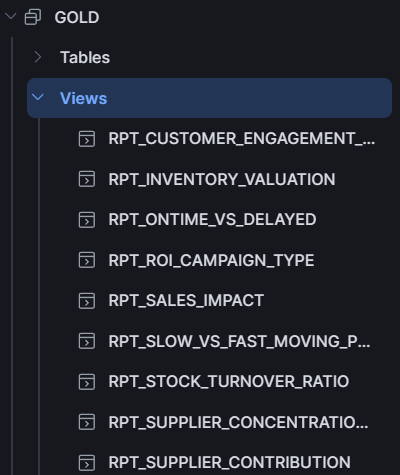 GOLD
Tables
Views
RPT_CUSTOMER_ENGAGEMENT_...
RPT_INVENTORY_VALUATION
RPT_ONTIME_VS_DELAYED
RPT_ROI_CAMPAIGN_TYPE
RPT_SALES_IMPACT
RPT_SLOW_VS_FAST_MOVING_P...
RPT_STOCK_TURNOVER_RATIO
RPT_SUPPLIER_CONCENTRATIO...
RPT_SUPPLIER_CONTRIBUTION